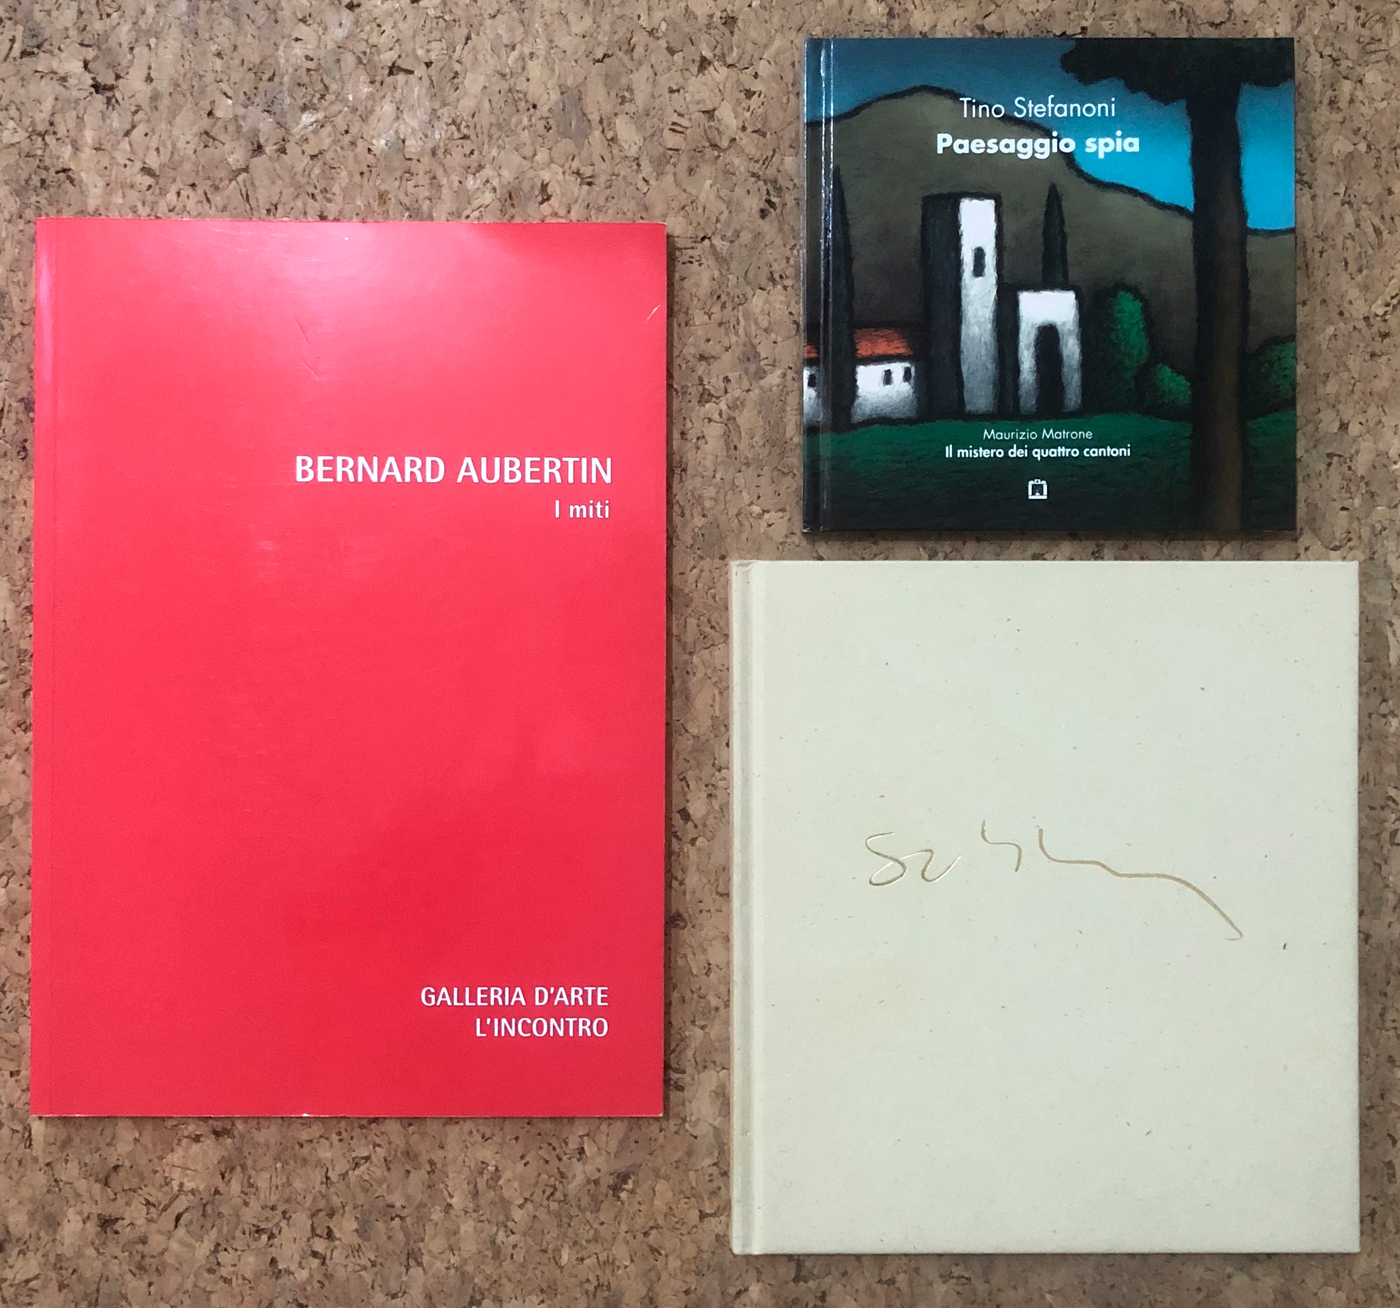 BERNARD AUBERTIN
I miti
GALLERIA D'ARTE
L'INCONTRO
Tino Stefanoni
Paesaggio spia
Maurizio Matrone
Il mistero dei quattro cantoni